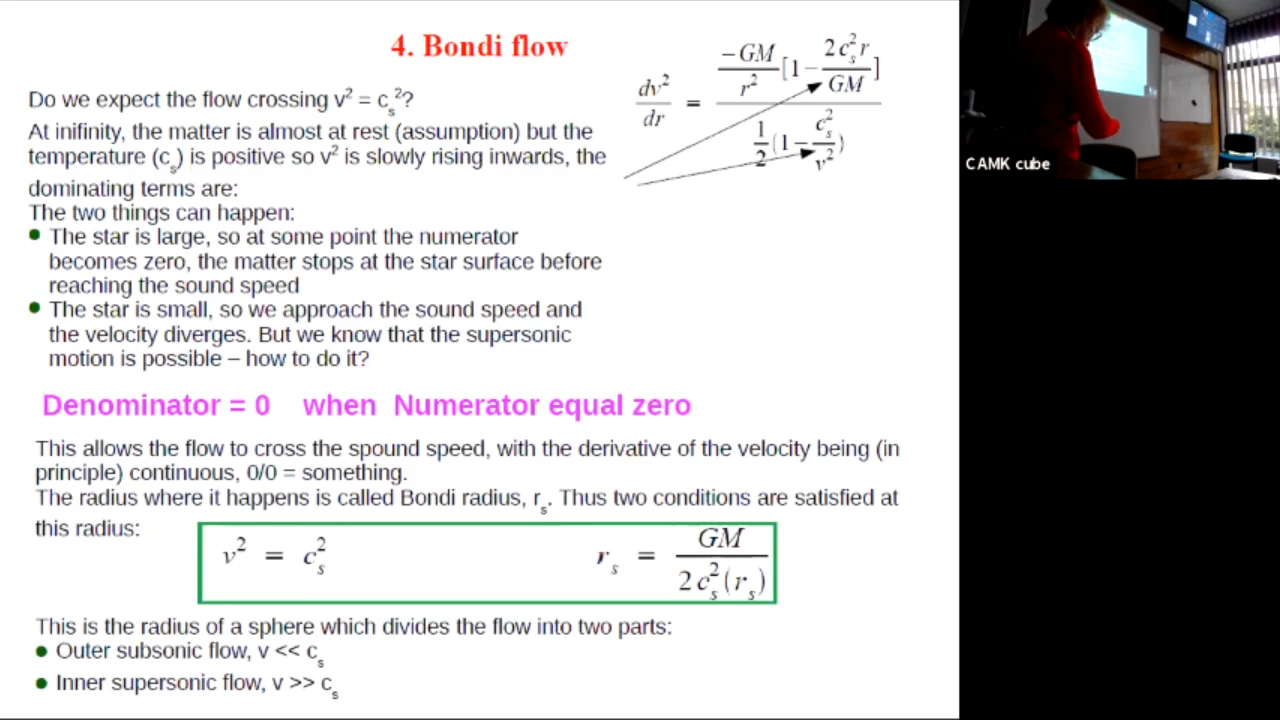 4. Bondi flow
Do we expect the flow crossing v² = cₛ²?
At inifinity, the matter is almost at rest (assumption) but the
temperature (cₛ) is positive so v² is slowly rising inwards, the
dominating terms are:
dv²/dr = (−GM/r² [1 − 2cₛ²r/GM]) / (1/2 (1 − cₛ²/v²))
The two things can happen:
● The star is large, so at some point the numerator
becomes zero, the matter stops at the star surface before
reaching the sound speed
● The star is small, so we approach the sound speed and
the velocity diverges. But we know that the supersonic
motion is possible – how to do it?
Denominator = 0 when Numerator equal zero
This allows the flow to cross the spound speed, with the derivative of the velocity being (in
principle) continuous, 0/0 = something.
The radius where it happens is called Bondi radius, rₛ. Thus two conditions are satisfied at
this radius:
v² = cₛ² rₛ = GM / 2cₛ²(rₛ)
This is the radius of a sphere which divides the flow into two parts:
● Outer subsonic flow, v << cₛ
● Inner supersonic flow, v >> cₛ
CAMK cube